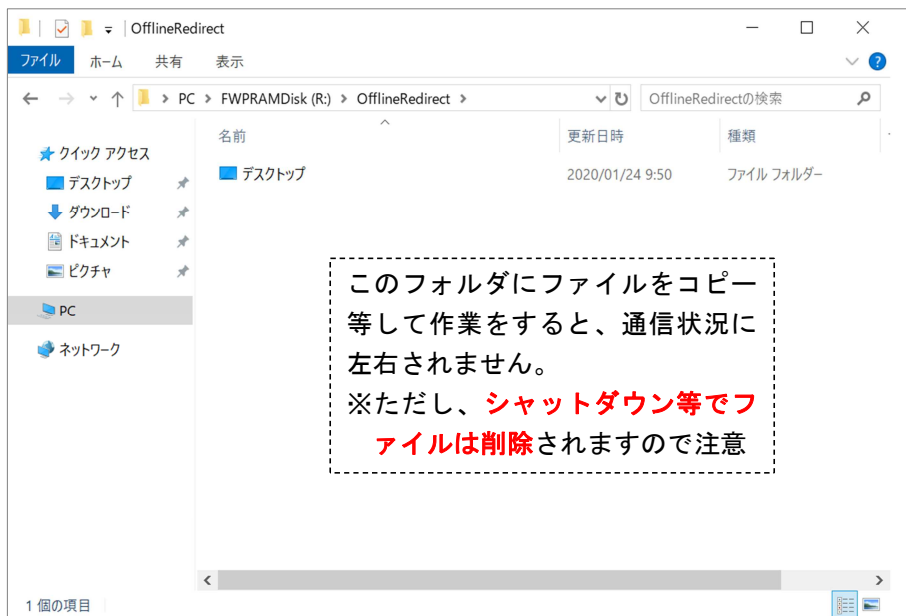 OfflineRedirect
ファイル ホーム 共有 表示
PC > FWPRAMDisk (R:) > OfflineRedirect >
OfflineRedirectの検索
名前 更新日時 種類
クイック アクセス
デスクトップ
ダウンロード
ドキュメント
ピクチャ
PC
ネットワーク
デスクトップ 2020/01/24 9:50 ファイル フォルダー
このフォルダにファイルをコピー
等して作業をすると、通信状況に
左右されません。
※ただし、シャットダウン等でフ
ァイルは削除されますので注意
1 個の項目